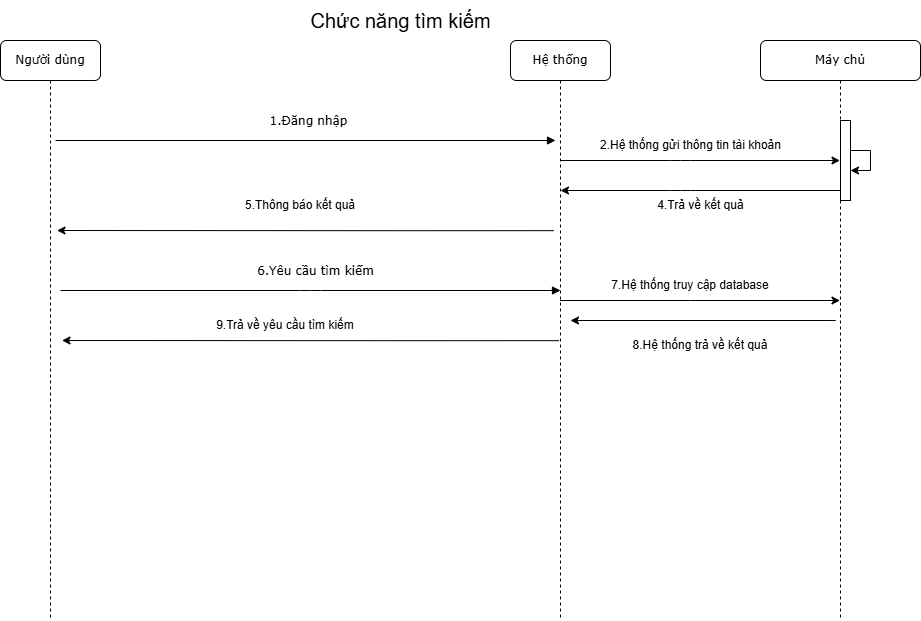 Chức năng tìm kiếm
Người dùng
Hệ thống
Máy chủ
1.Đăng nhập
2.Hệ thống gửi thông tin tài khoản
4.Trả về kết quả
5.Thông báo kết quả
6.Yêu cầu tìm kiếm
7.Hệ thống truy cập database
8.Hệ thống trả về kết quả
9.Trả về yêu cầu tìm kiếm